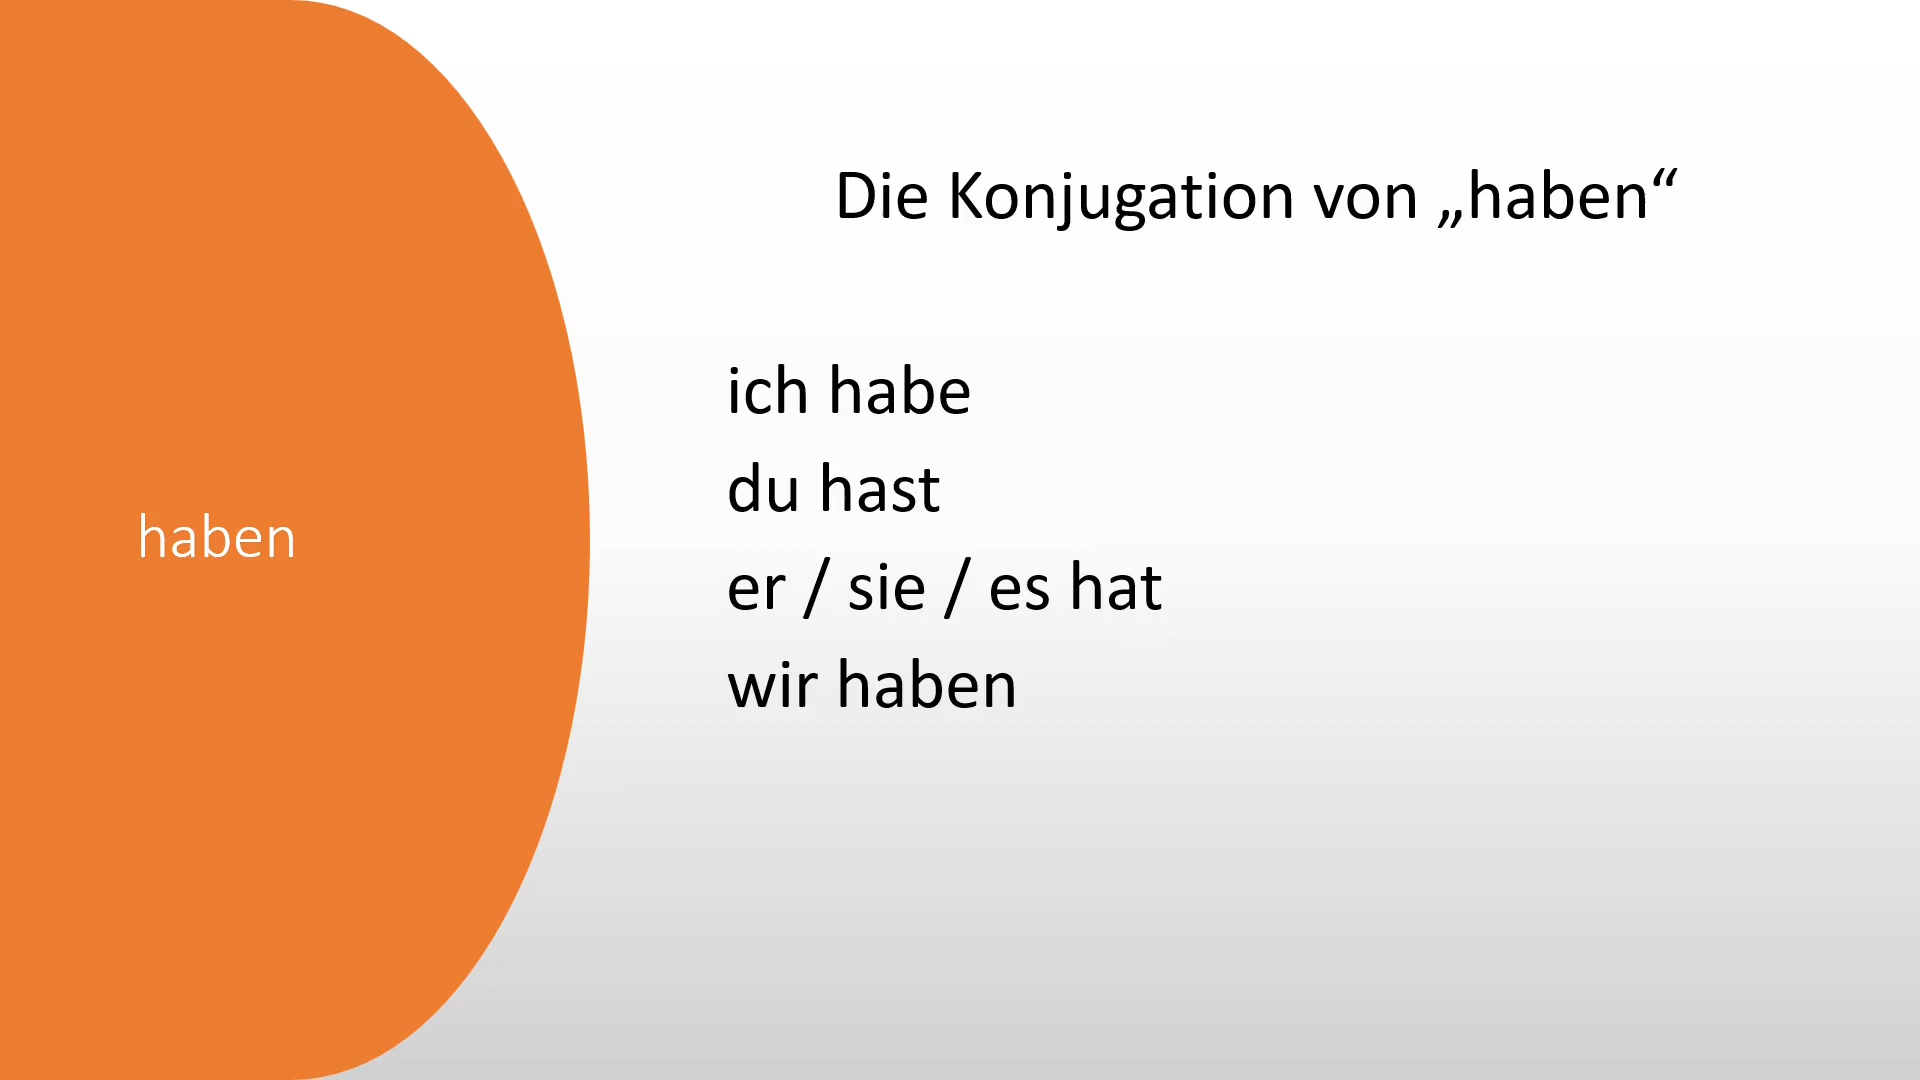 Die Konjugation von „haben“
ich habe
du hast
er / sie / es hat
wir haben
haben